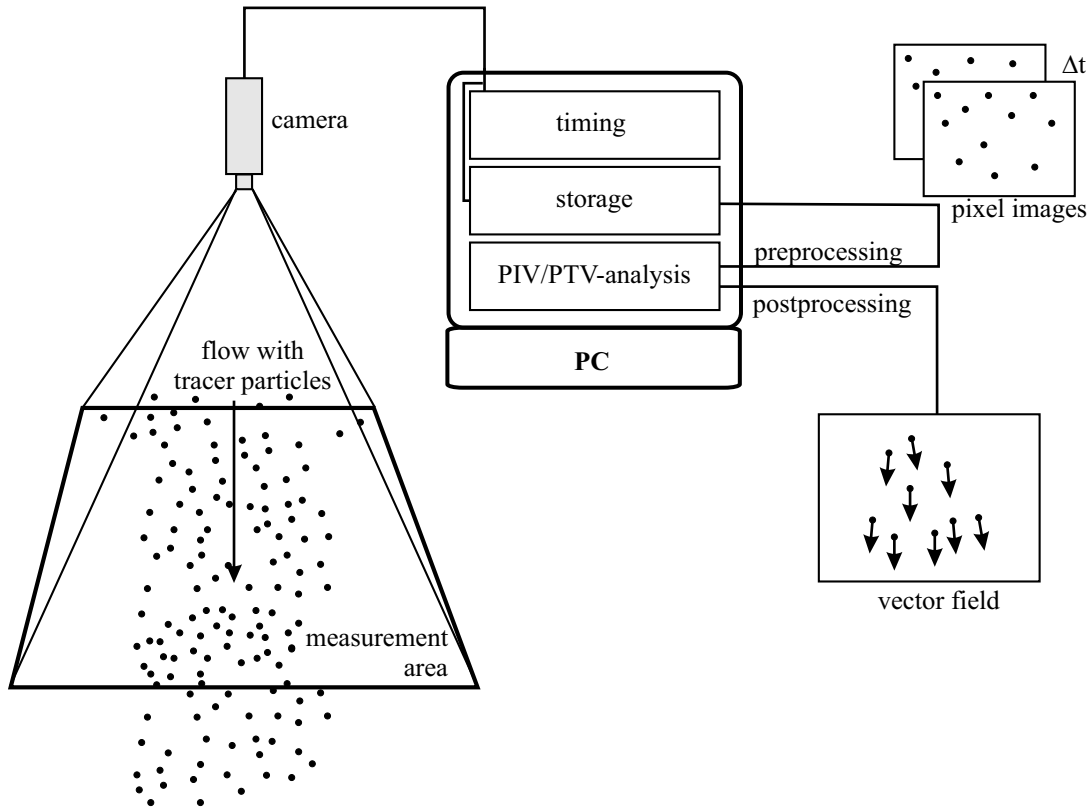 camera
timing
storage
PIV/PTV-analysis
PC
Δt
pixel images
preprocessing
postprocessing
flow with
tracer particles
measurement
area
vector field